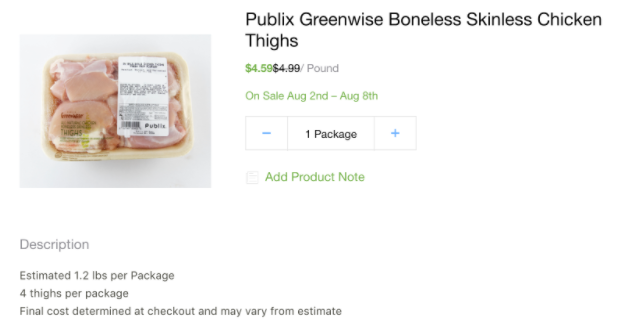 Publix Greenwise Boneless Skinless Chicken
Thighs
THIGHS
Publix
$4.59$4.99/ Pound
On Sale Aug 2nd – Aug 8th
− 1 Package +
Add Product Note
Description
Estimated 1.2 lbs per Package
4 thighs per package
Final cost determined at checkout and may vary from estimate